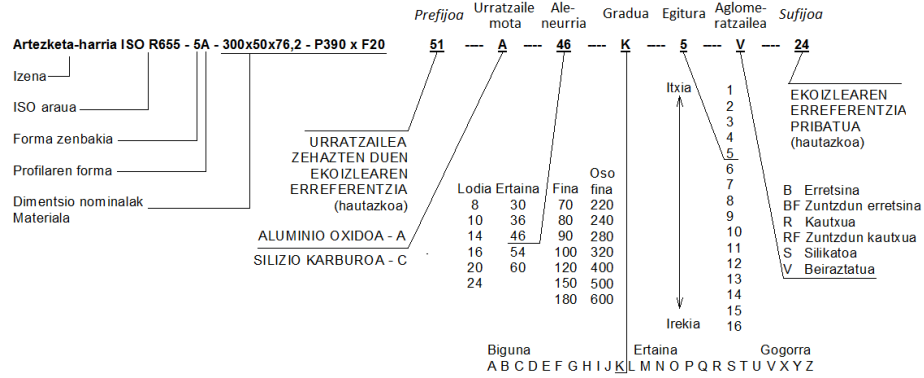 Prefijoa Urratzaile mota Ale-neurria Gradua Egitura Aglome-ratzailea Sufijoa
Artezketa-harria ISO R655 - 5A - 300x50x76,2 - P390 x F20
51 ---- A ---- 46 ---- K ---- 5 ---- V ---- 24
Izena
ISO araua
Forma zenbakia
Profilaren forma
Dimentsio nominalak
Materiala
URRATZAILEA
ZEHAZTEN DUEN
EKOIZLEAREN
ERREFERENTZIA
(hautazkoa)
ALUMINIO OXIDOA - A
SILIZIO KARBUROA - C
Lodia Ertaina Fina Oso fina
8 30 70 220
10 36 80 240
14 46 90 280
16 54 100 320
20 60 120 400
24 150 500
180 600
Itxia
Irekia
1
2
3
4
5
6
7
8
9
10
11
12
13
14
15
16
EKOIZLEAREN
ERREFERENTZIA
PRIBATUA
(hautazkoa)
B Erretsina
BF Zuntzdun erretsina
R Kautxua
RF Zuntzdun kautxua
S Silikatoa
V Beiraztatua
Biguna Ertaina Gogorra
A B C D E F G H I J K L M N O P Q R S T U V X Y Z